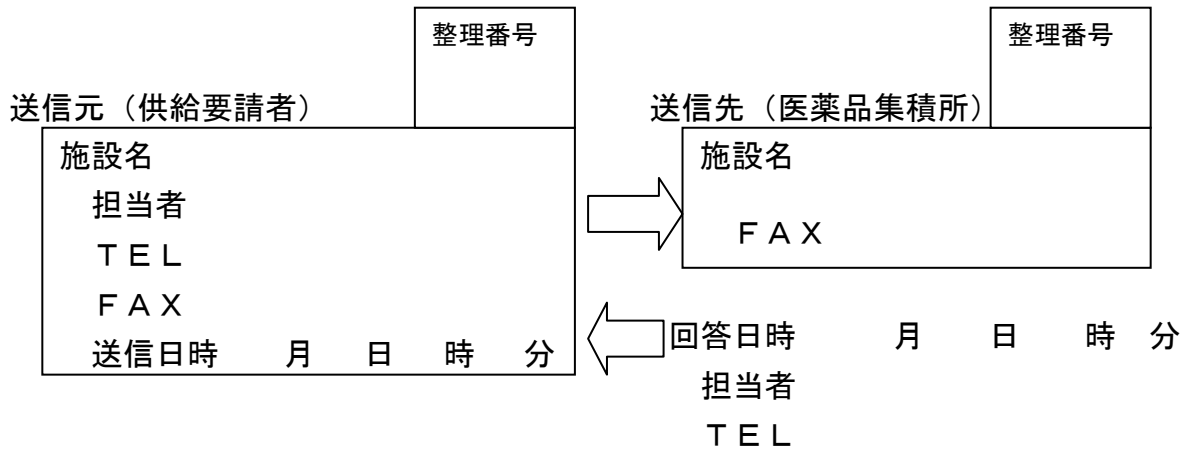 整理番号
整理番号
送信元（供給要請者）
送信先（医薬品集積所）
施設名
担当者
ＴＥＬ
ＦＡＸ
送信日時　月　日　時　分
施設名
ＦＡＸ
回答日時　月　日　時　分
担当者
ＴＥＬ